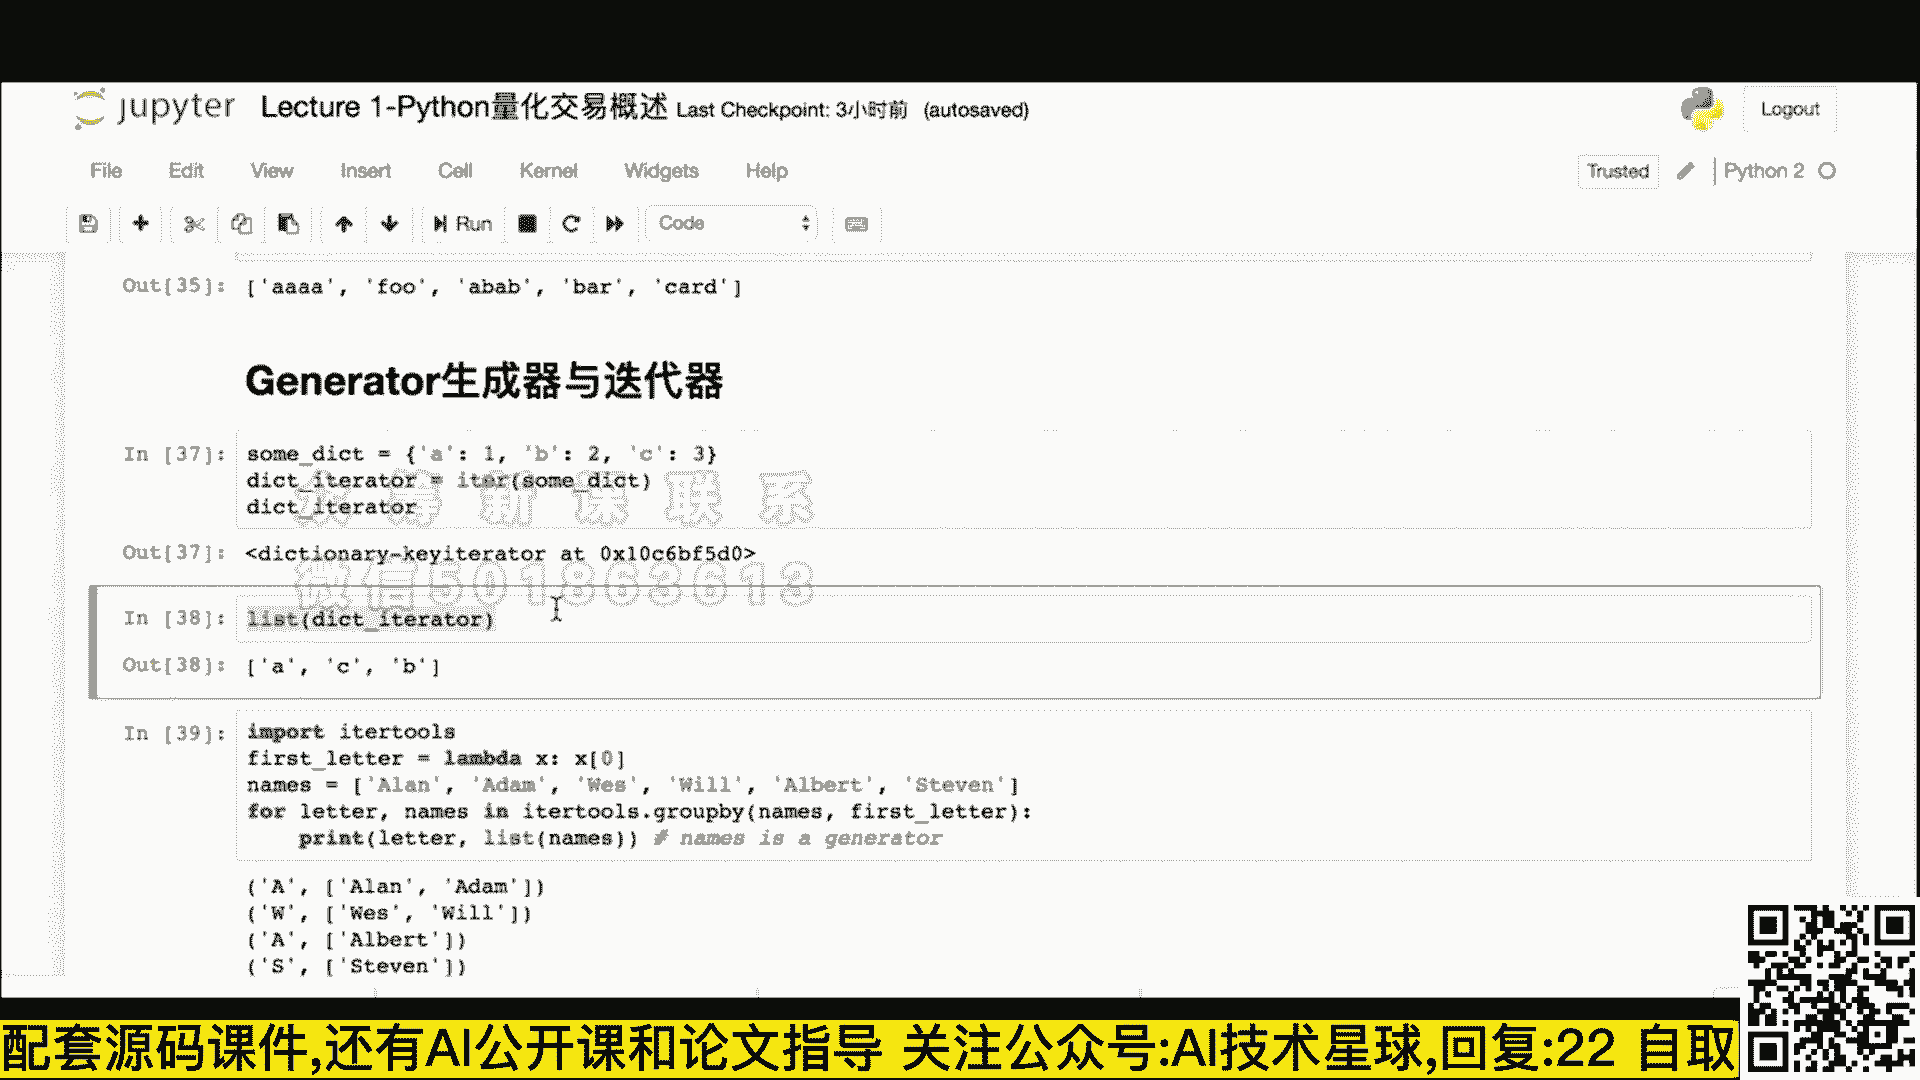 jupyter Lecture 1-Python量化交易概述 Last Checkpoint: 3小时前 (autosaved) Logout
File Edit View Insert Cell Kernel Widgets Help Trusted Python 2
Run Code
Out[35]: ['aaaa', 'foo', 'abab', 'bar', 'card']
Generator生成器与迭代器
In [37]: some_dict = {'a': 1, 'b': 2, 'c': 3}
dict_iterator = iter(some_dict)
dict_iterator
众筹新课联系
Out[37]: <dictionary-keyiterator at 0x10c6bf5d0>
微信501863613
In [38]: list(dict_iterator)
Out[38]: ['a', 'c', 'b']
In [39]: import itertools
first_letter = lambda x: x[0]
names = ['Alan', 'Adam', 'Wes', 'Will', 'Albert', 'Steven']
for letter, names in itertools.groupby(names, first_letter):
print(letter, list(names)) # names is a generator
('A', ['Alan', 'Adam'])
('W', ['Wes', 'Will'])
('A', ['Albert'])
('S', ['Steven'])
配套源码课件,还有AI公开课和论文指导 关注公众号:AI技术星球,回复:22 自取